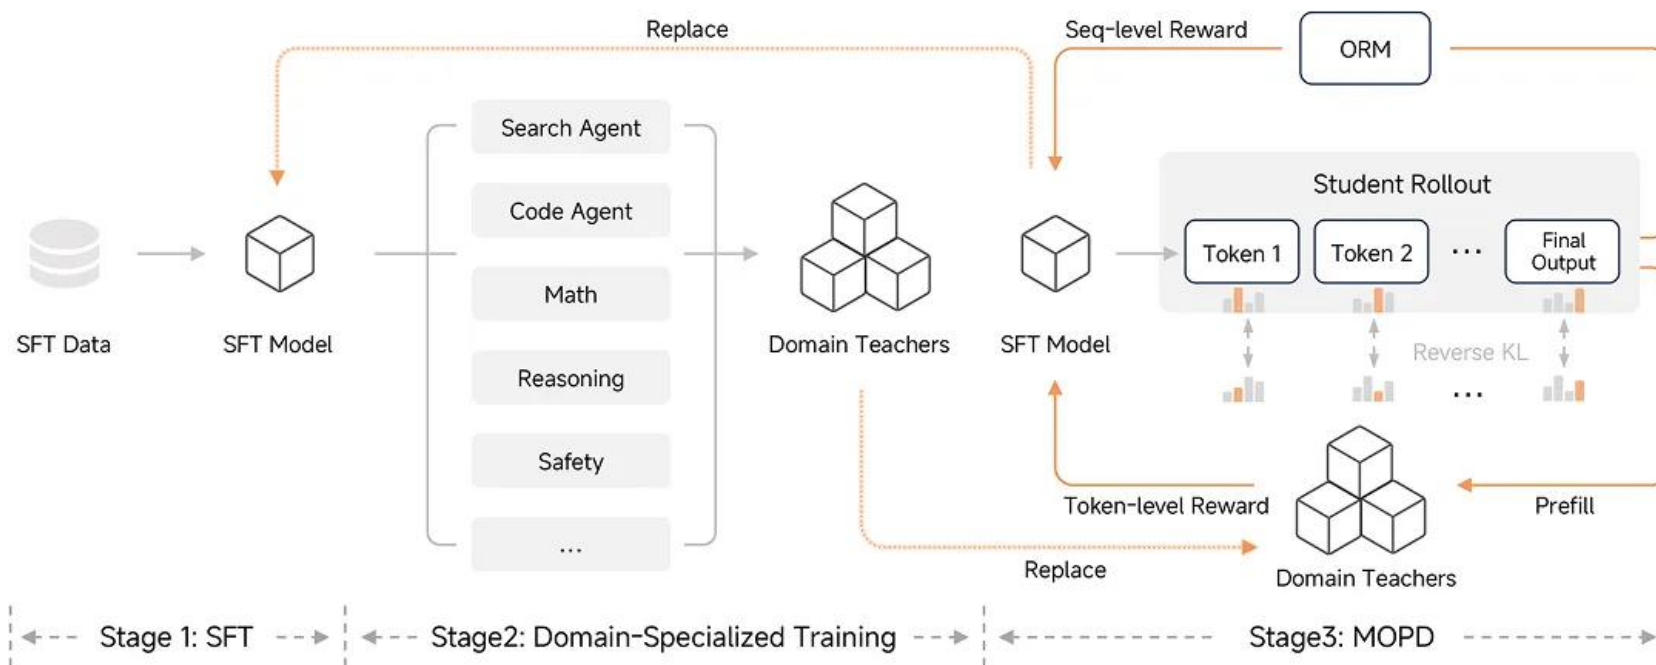 Replace
Seq-level Reward
ORM
Search Agent
Code Agent
Math
Reasoning
Safety
...
SFT Data
SFT Model
Domain Teachers
SFT Model
Student Rollout
Token 1
Token 2
...
Final
Output
Reverse KL
...
Token-level Reward
Prefill
Replace
Domain Teachers
Stage 1: SFT
Stage2: Domain-Specialized Training
Stage3: MOPD